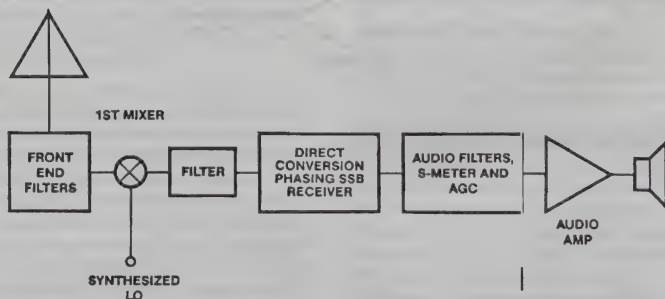 1ST MIXER
FRONT
END
FILTERS
FILTER
DIRECT
CONVERSION
PHASING SSB
RECEIVER
AUDIO FILTERS,
S-METER AND
AGC
AUDIO
AMP
SYNTHESIZED
LO